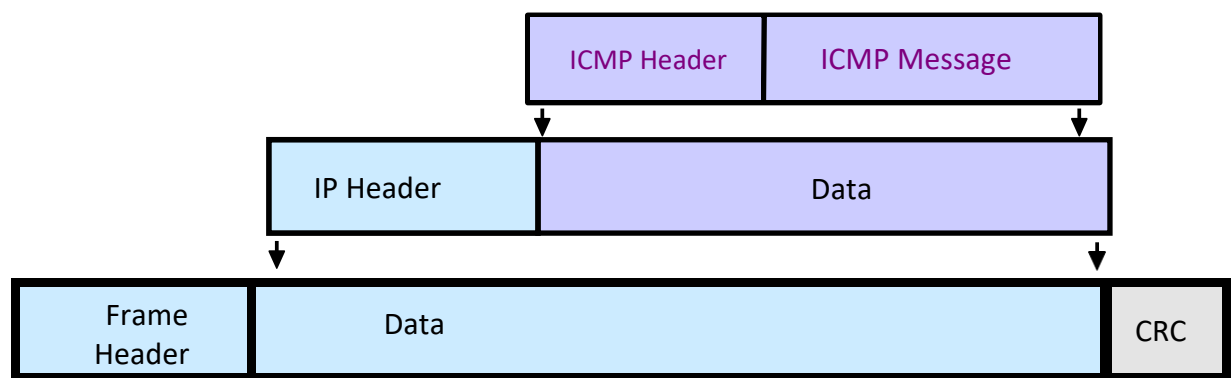 ICMP Header
ICMP Message
IP Header
Data
Frame
Header
Data
CRC